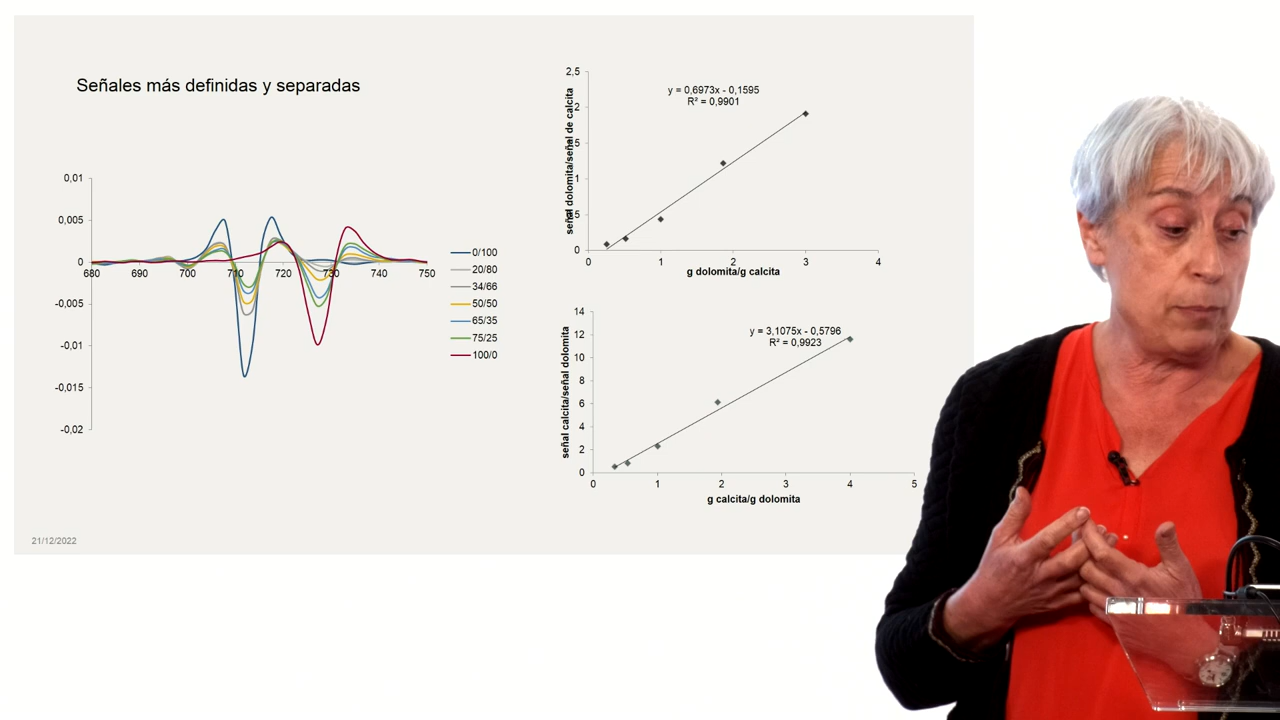 Señales más definidas y separadas
0,01
0,005
0
-0,005
-0,01
-0,015
-0,02
680 690 700 710 720 730 740 750
0/100
20/80
34/66
50/50
65/35
75/25
100/0
y = 0,6973x - 0,1595
R² = 0,9901
señal dolomita/señal de calcita
2,5
2
1
0
0 1 2 3 4
g dolomita/g calcita
y = 3,1075x - 0,5796
R² = 0,9923
señal calcita/señal dolomita
14
12
10
8
6
4
2
0
0 1 2 3 4 5
g calcita/g dolomita
21/12/2022